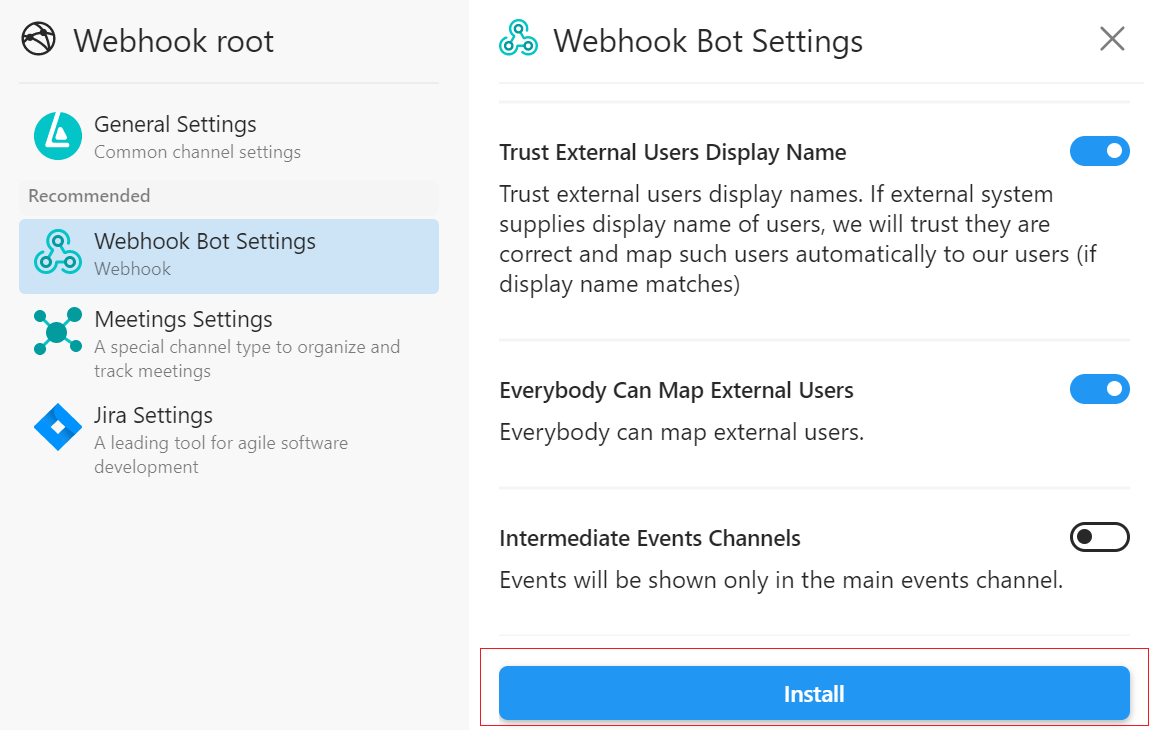 Webhook root
General Settings
Common channel settings
Recommended
Webhook Bot Settings
Webhook
Meetings Settings
A special channel type to organize and
track meetings
Jira Settings
A leading tool for agile software
development
Webhook Bot Settings
Trust External Users Display Name
Trust external users display names. If external system
supplies display name of users, we will trust they are
correct and map such users automatically to our users (if
display name matches)
Everybody Can Map External Users
Everybody can map external users.
Intermediate Events Channels
Events will be shown only in the main events channel.
Install